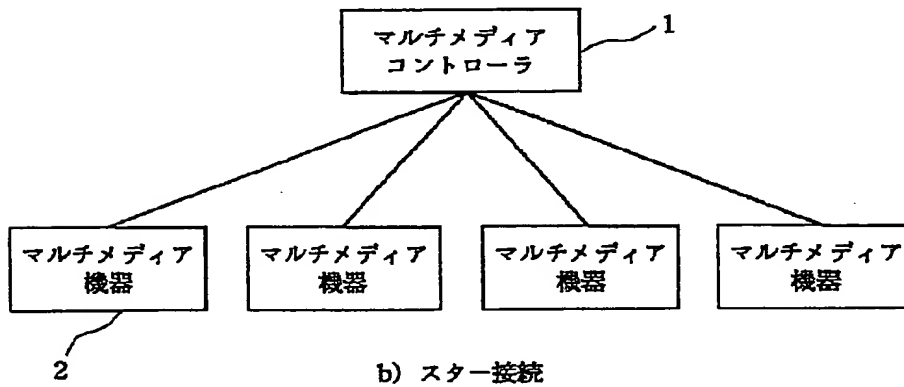 マルチメディア
コントローラ
1
マルチメディア
機器
マルチメディア
機器
マルチメディア
機器
マルチメディア
機器
2
b) スター接続